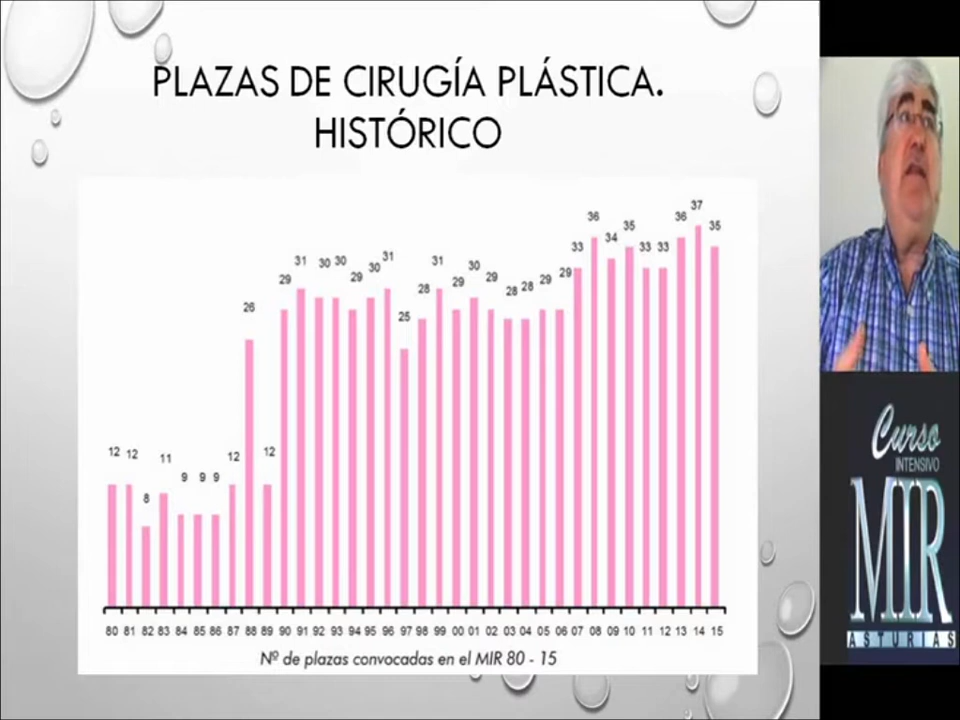 PLAZAS DE CIRUGÍA PLÁSTICA.
HISTÓRICO
12 12 8 11 9 9 9 12 26 12 29 31 30 30 29 30 31 25 28 31 29 30 29 28 28 29 29 33 36 34 35 33 33 36 37 35
80 81 82 83 84 85 86 87 88 89 90 91 92 93 94 95 96 97 98 99 00 01 02 03 04 05 06 07 08 09 10 11 12 13 14 15
Nº de plazas convocadas en el MIR 80 - 15
Curso
INTENSIVO
MIR
ASTURIAS